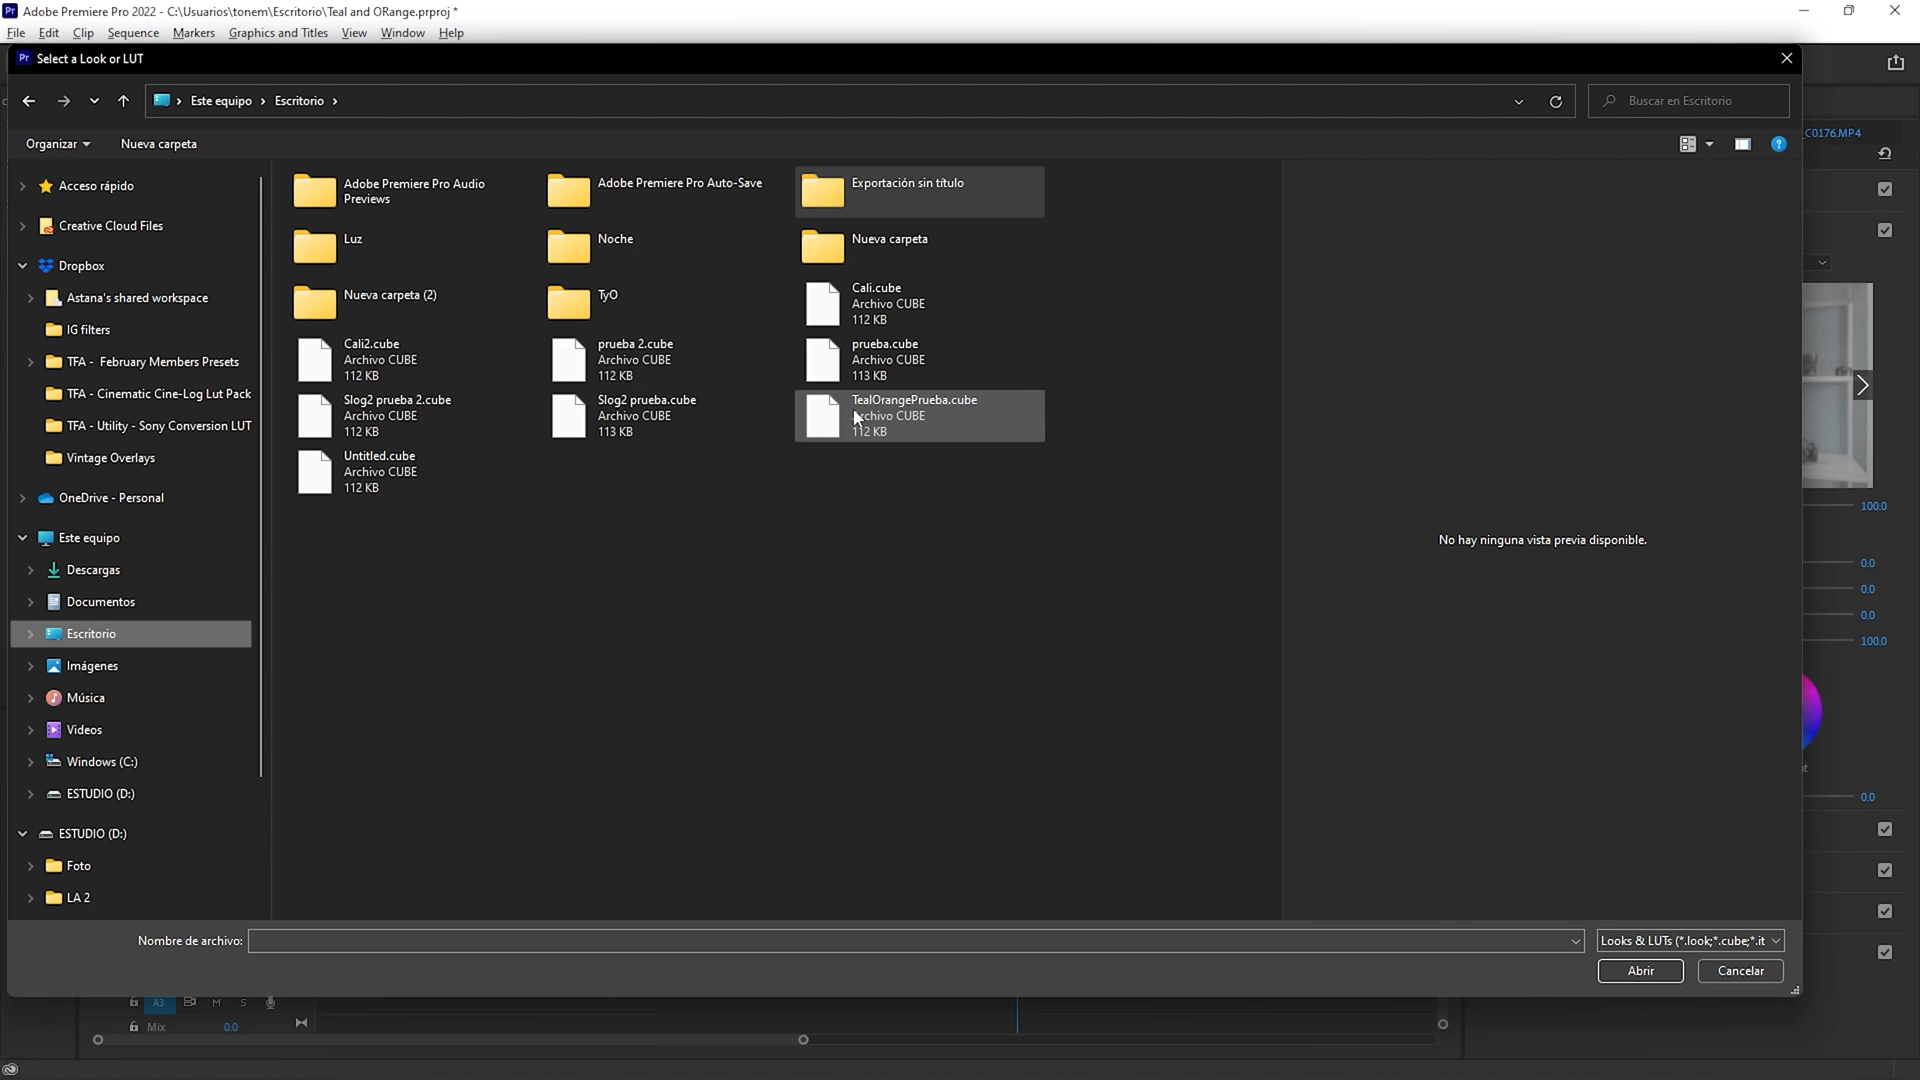 Adobe Premiere Pro 2022 - C:\Usuarios\tonem\Escritorio\Teal and ORange.prproj *
File Edit Clip Sequence Markers Graphics and Titles View Window Help
Select a Look or LUT
Este equipo Escritorio
Buscar en Escritorio
Organizar Nueva carpeta
C0176.MP4
Acceso rápido
Creative Cloud Files
Dropbox
Astana's shared workspace
IG filters
TFA - February Members Presets
TFA - Cinematic Cine-Log Lut Pack
TFA - Utility - Sony Conversion LUT
Vintage Overlays
OneDrive - Personal
Este equipo
Descargas
Documentos
Escritorio
Imágenes
Música
Videos
Windows (C:)
ESTUDIO (D:)
ESTUDIO (D:)
Foto
LA 2
Adobe Premiere Pro Audio
Previews
Adobe Premiere Pro Auto-Save
Exportación sin título
Luz
Noche
Nueva carpeta
Nueva carpeta (2)
TyO
Cali.cube
Archivo CUBE
112 KB
Cali2.cube
Archivo CUBE
112 KB
prueba 2.cube
Archivo CUBE
112 KB
prueba.cube
Archivo CUBE
113 KB
Slog2 prueba 2.cube
Archivo CUBE
112 KB
Slog2 prueba.cube
Archivo CUBE
113 KB
TealOrangePrueba.cube
Archivo CUBE
112 KB
Untitled.cube
Archivo CUBE
112 KB
No hay ninguna vista previa disponible.
100.0
0.0
0.0
0.0
100.0
0.0
Nombre de archivo:
Looks & LUTs (*.look;*.cube;*.it
Abrir Cancelar
A3 M S
Mix 0.0